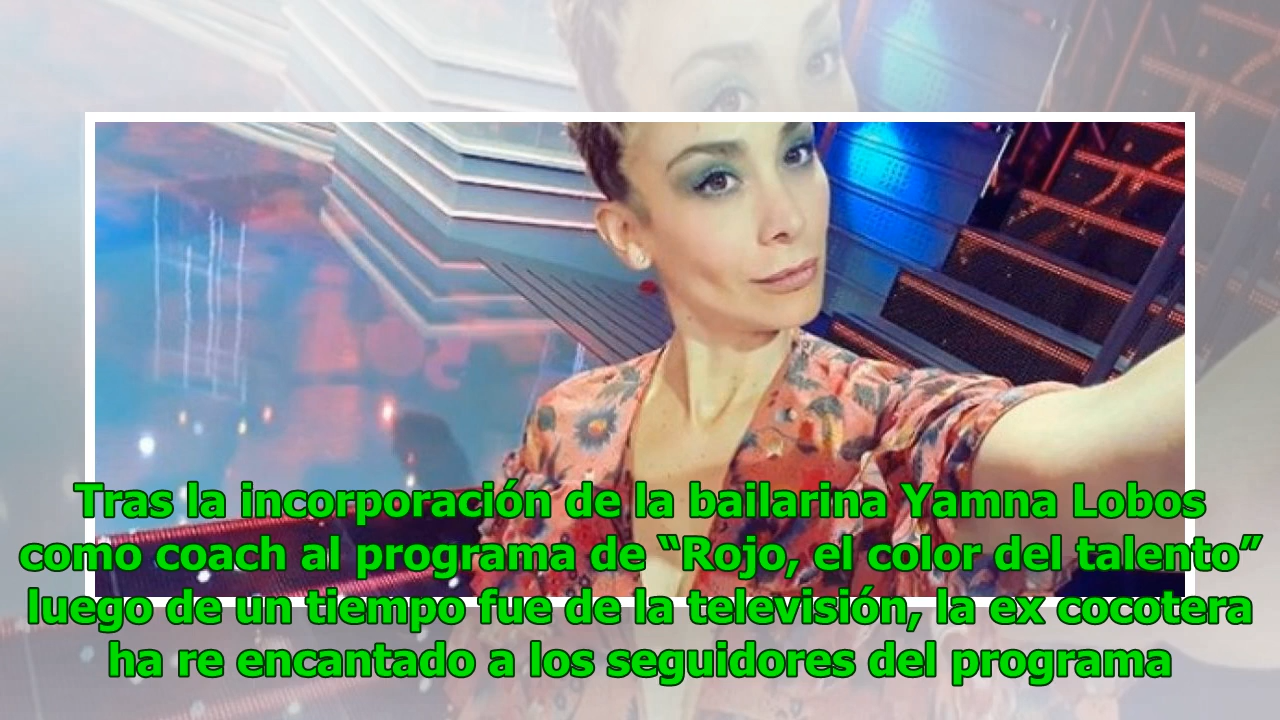 Tras la incorporación de la bailarina Yamna Lobos
como coach al programa de “Rojo, el color del talento”
luego de un tiempo fue de la televisión, la ex cocotera
ha re encantado a los seguidores del programa